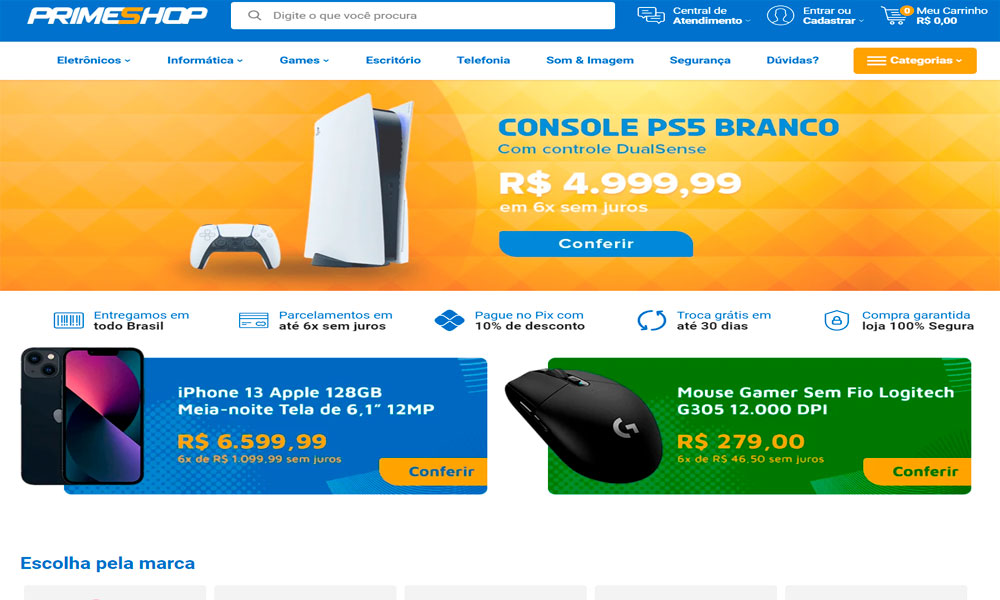 PRIMESHOP
Digite o que você procura
Central de
Atendimento
Entrar ou
Cadastrar
0
Meu Carrinho
R$ 0,00
Eletrônicos
Informática
Games
Escritório
Telefonia
Som & Imagem
Segurança
Dúvidas?
Categorias
CONSOLE PS5 BRANCO
Com controle DualSense
R$ 4.999,99
em 6x sem juros
Conferir
Entregamos em
todo Brasil
Parcelamentos em
até 6x sem juros
Pague no Pix com
10% de desconto
Troca grátis em
até 30 dias
Compra garantida
loja 100% Segura
iPhone 13 Apple 128GB
Meia-noite Tela de 6,1” 12MP
R$ 6.599,99
6x de R$ 1.099,99 sem juros
Conferir
Mouse Gamer Sem Fio Logitech
G305 12.000 DPI
R$ 279,00
6x de R$ 46,50 sem juros
Conferir
Escolha pela marca